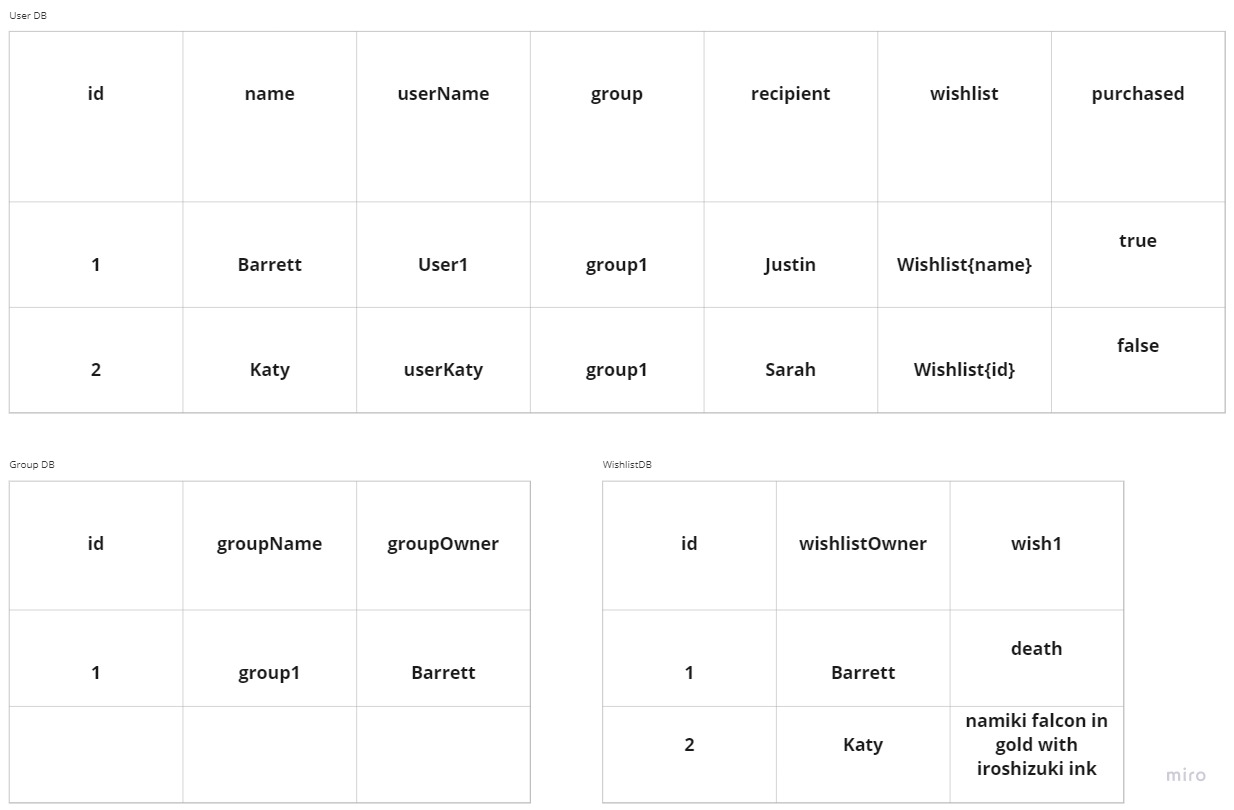 User DB
id name userName group recipient wishlist purchased
1 Barrett User1 group1 Justin Wishlist{name} true
2 Katy userKaty group1 Sarah Wishlist{id} false
Group DB
id groupName groupOwner
1 group1 Barrett
WishlistDB
id wishlistOwner wish1
1 Barrett death
2 Katy namiki falcon in
gold with
iroshizuki ink
miro